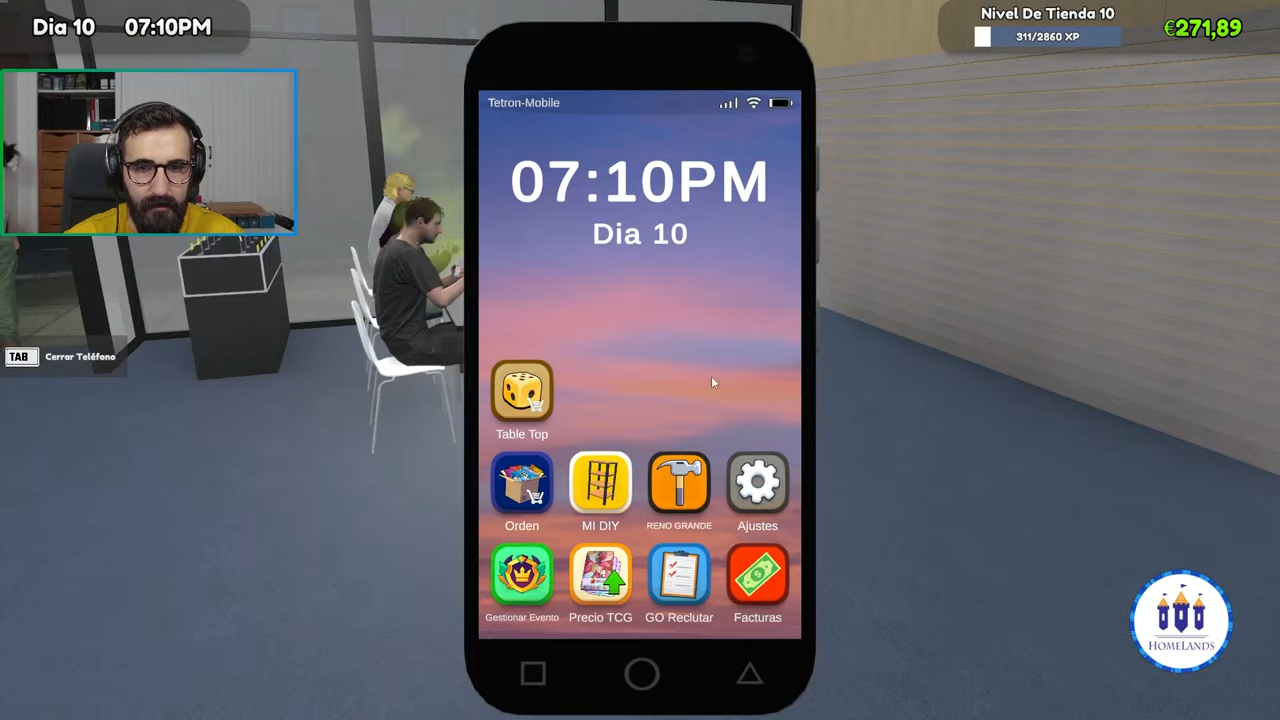 Dia 10 07:10PM
Nivel De Tienda 10
311/2860 XP
€271,89
Tetron-Mobile
07:10PM
Dia 10
TAB Cerrar Teléfono
Table Top
Orden
MI DIY
RENO GRANDE
Ajustes
Gestionar Evento
Precio TCG
GO Reclutar
Facturas
HOMELANDS